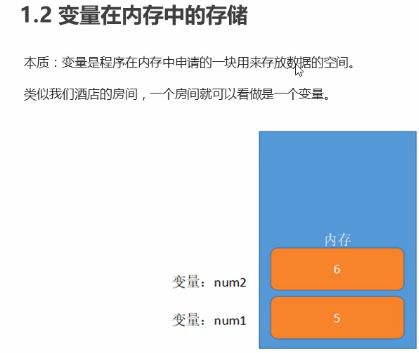 1.2 变量在内存中的存储
本质：变量是程序在内存中申请的一块用来存放数据的空间。
类似我们酒店的房间，一个房间就可以看做是一个变量。
内存
变量：num2
6
变量：num1
5